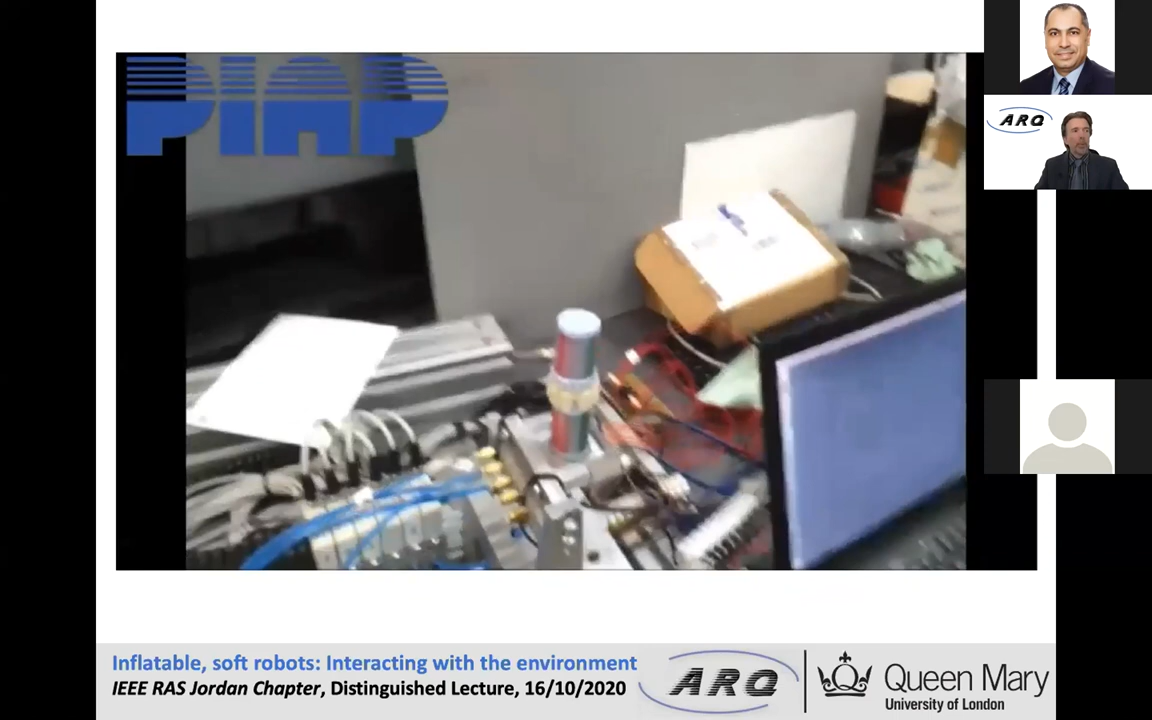 PIAP
ARQ
Inflatable, soft robots: Interacting with the environment
IEEE RAS Jordan Chapter, Distinguished Lecture, 16/10/2020
ARQ
Queen Mary
University of London